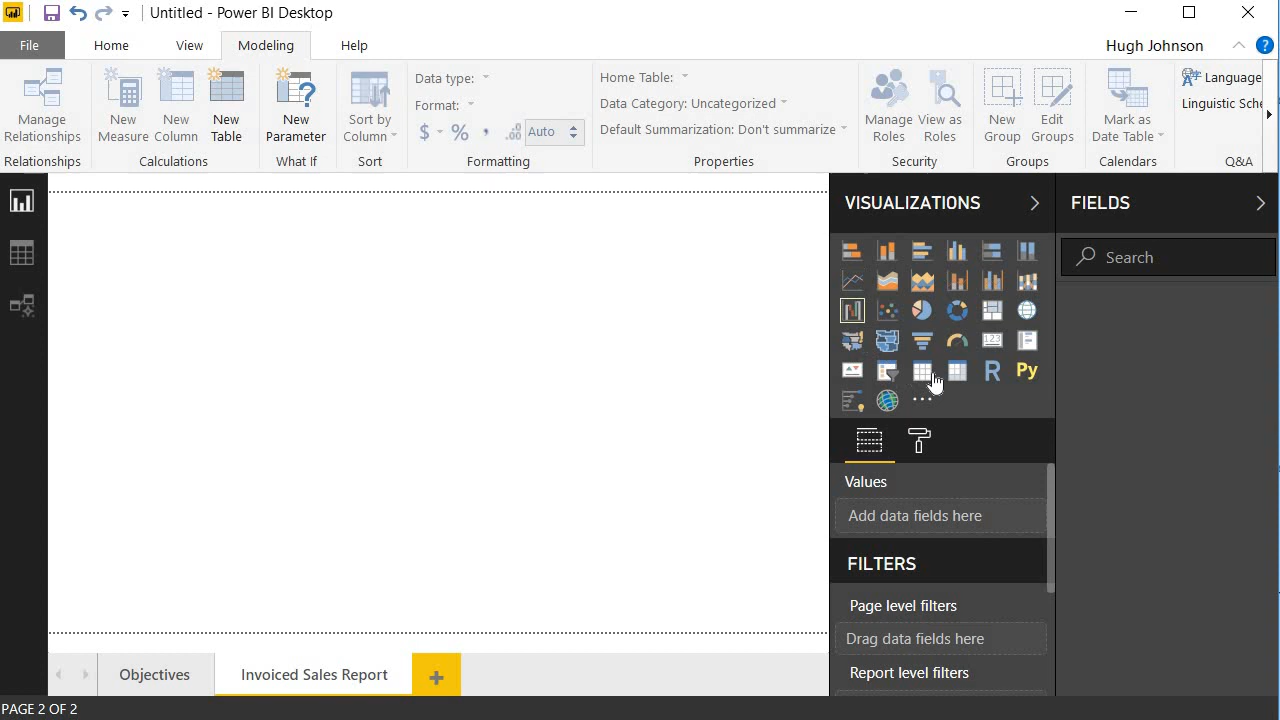 Untitled - Power BI Desktop
File Home View Modeling Help Hugh Johnson ?
Manage Relationships
New Measure
New Column
New Table
Calculations
New Parameter
What If
Sort by Column
Sort
Relationships
Data type:
Format:
$ % , .00 Auto
Formatting
Home Table:
Data Category: Uncategorized
Default Summarization: Don't summarize
Properties
Manage Roles
View as Roles
Security
New Group
Edit Groups
Groups
Mark as Date Table
Calendars
Language
Linguistic Sche
Q&A
VISUALIZATIONS
FIELDS
Search
123
R Py
Values
Add data fields here
FILTERS
Page level filters
Drag data fields here
Report level filters
Objectives
Invoiced Sales Report
+
PAGE 2 OF 2